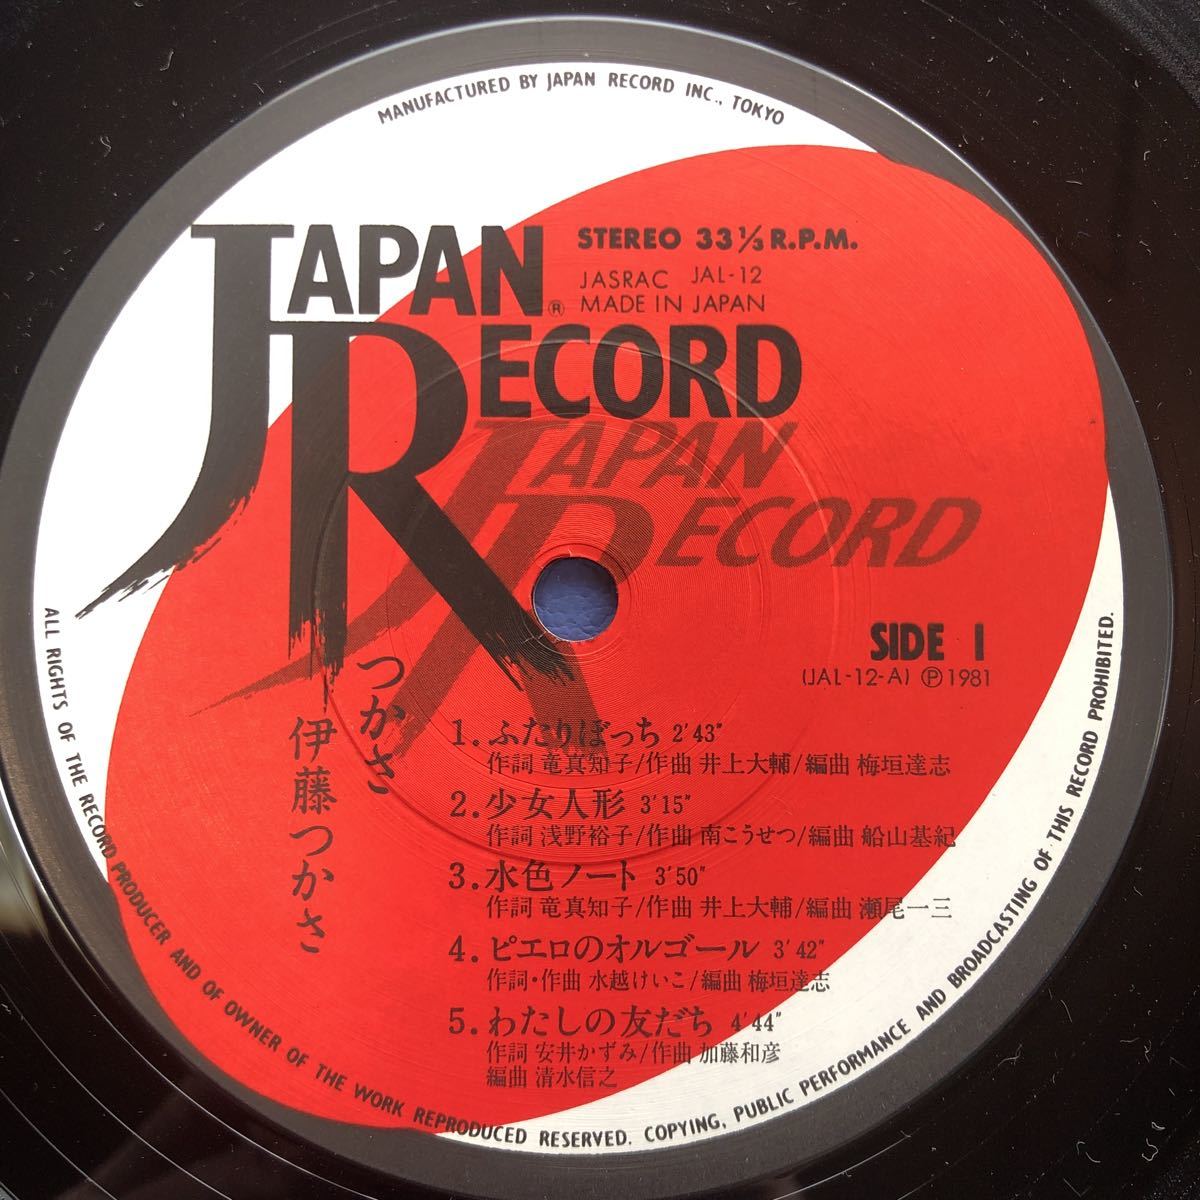 MANUFACTURED BY JAPAN RECORD INC., TOKYO
JAPAN
RECORD
®
STEREO 33 1/3 R.P.M.
JASRAC JAL-12
MADE IN JAPAN
JAPAN
RECORD
SIDE 1
(JAL-12-A) Ⓟ 1981
つかさ
伊藤つかさ
1. ふたりぼっち 2'43"
作詞 竜真知子/作曲 井上大輔/編曲 梅垣達志
2. 少女人形 3'15"
作詞 浅野裕子/作曲 南こうせつ/編曲 船山基紀
3. 水色ノート 3'50"
作詞 竜真知子/作曲 井上大輔/編曲 瀬尾一三
4. ピエロのオルゴール 3'42"
作詞・作曲 水越けいこ/編曲 梅垣達志
5. わたしの友だち 4'44"
作詞 安井かずみ/作曲 加藤和彦
編曲 清水信之
ALL RIGHTS OF THE RECORD PRODUCER AND OF OWNER OF THE WORK REPRODUCED RESERVED. COPYING, PUBLIC PERFORMANCE AND BROADCASTING OF THIS RECORD PROHIBITED.